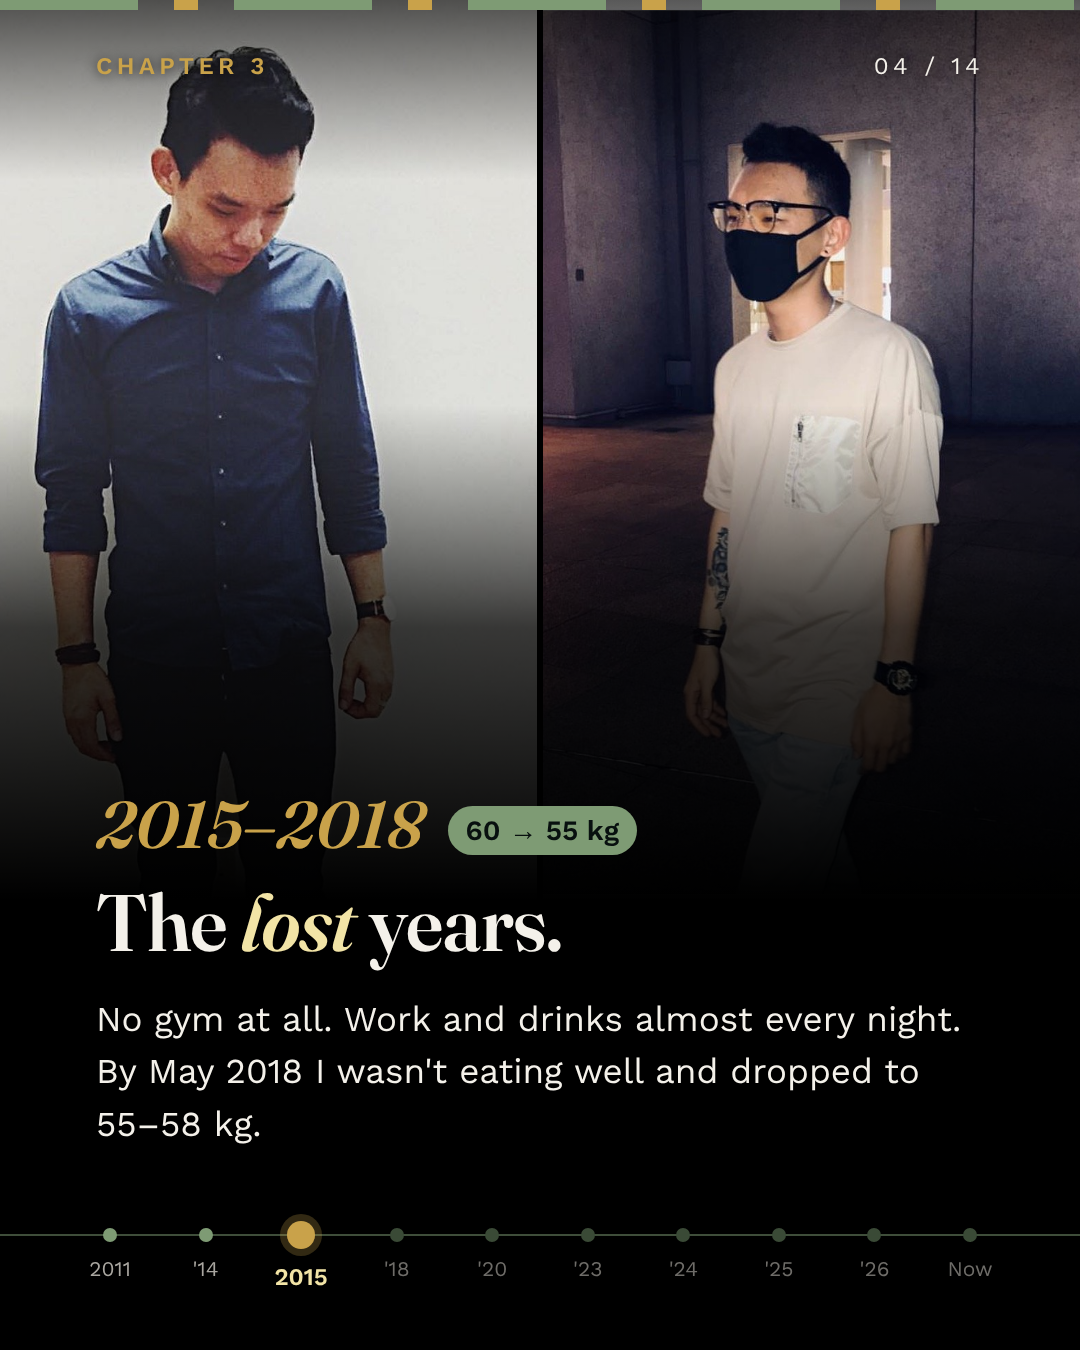 CHAPTER 3
04 / 14
2015–2018
60 → 55 kg
The lost years.
No gym at all. Work and drinks almost every night.
By May 2018 I wasn't eating well and dropped to
55–58 kg.
2011 '14 2015 '18 '20 '23 '24 '25 '26 Now